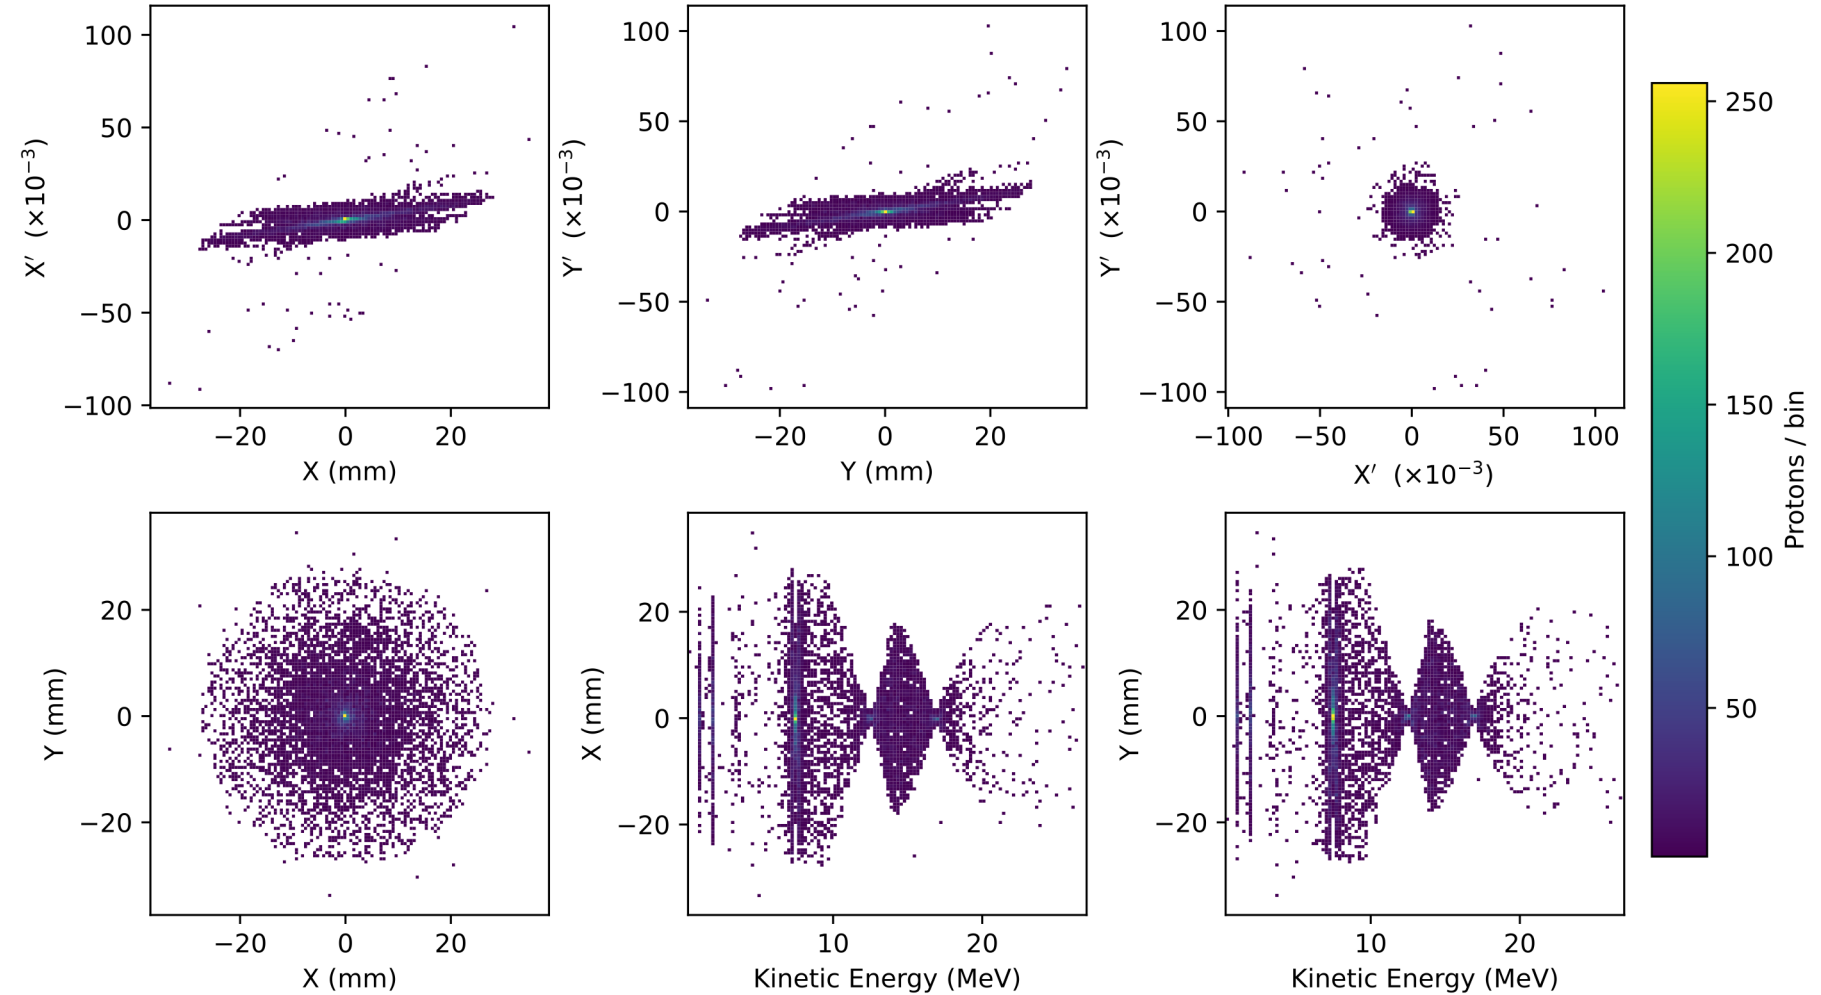 100
50
0
−50
−100
X′ (×10⁻³)
−20 0 20
X (mm)
100
50
0
−50
−100
Y′ (×10⁻³)
−20 0 20
Y (mm)
100
50
0
−50
−100
Y′ (×10⁻³)
−100 −50 0 50 100
X′ (×10⁻³)
20
0
−20
Y (mm)
−20 0 20
X (mm)
20
0
−20
X (mm)
10 20
Kinetic Energy (MeV)
20
0
−20
Y (mm)
10 20
Kinetic Energy (MeV)
250
200
150
100
50
Protons / bin